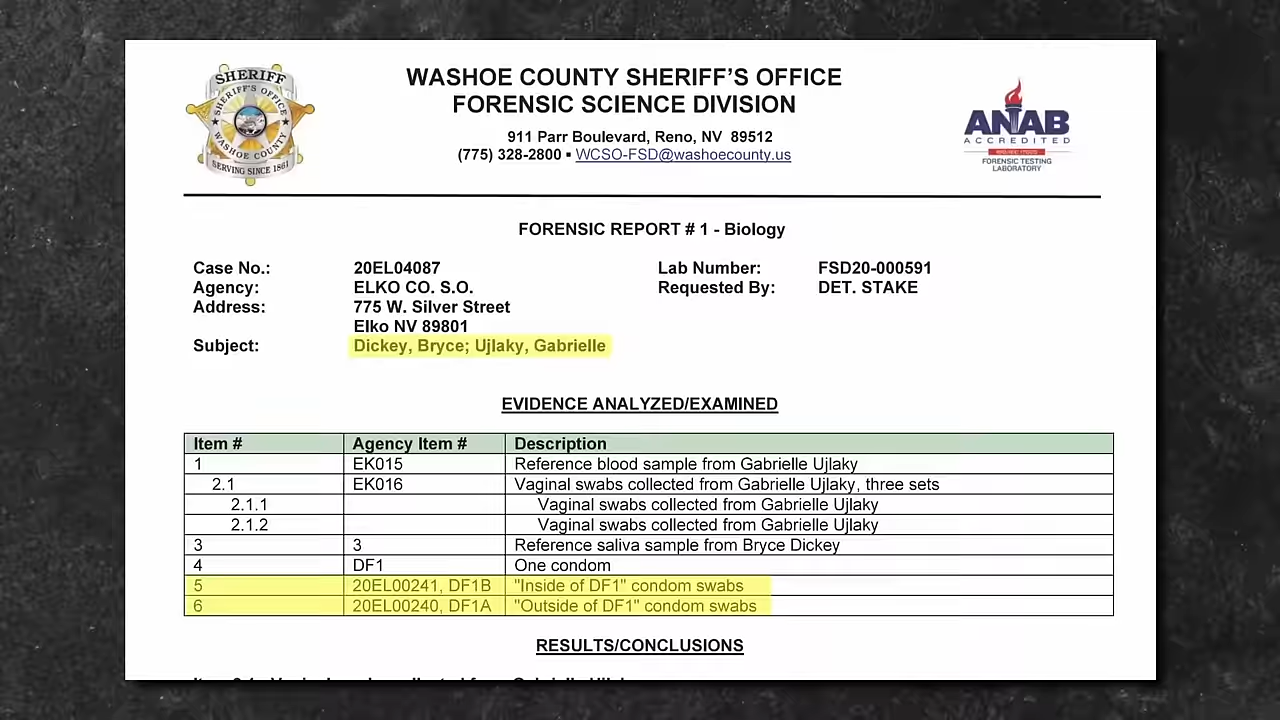 SHERIFF
SHERIFF'S OFFICE
WASHOE COUNTY
SERVING SINCE 1861
WASHOE COUNTY SHERIFF'S OFFICE
FORENSIC SCIENCE DIVISION
911 Parr Boulevard, Reno, NV 89512
(775) 328-2800 ▪ WCSO-FSD@washoecounty.us
ANAB
ACCREDITED
FORENSIC TESTING
LABORATORY
FORENSIC REPORT # 1 - Biology
Case No.: 20EL04087 Lab Number: FSD20-000591
Agency: ELKO CO. S.O. Requested By: DET. STAKE
Address: 775 W. Silver Street
Elko NV 89801
Subject: Dickey, Bryce; Ujlaky, Gabrielle
EVIDENCE ANALYZED/EXAMINED
Item # Agency Item # Description
1 EK015 Reference blood sample from Gabrielle Ujlaky
2.1 EK016 Vaginal swabs collected from Gabrielle Ujlaky, three sets
2.1.1 Vaginal swabs collected from Gabrielle Ujlaky
2.1.2 Vaginal swabs collected from Gabrielle Ujlaky
3 3 Reference saliva sample from Bryce Dickey
4 DF1 One condom
5 20EL00241, DF1B "Inside of DF1" condom swabs
6 20EL00240, DF1A "Outside of DF1" condom swabs
RESULTS/CONCLUSIONS